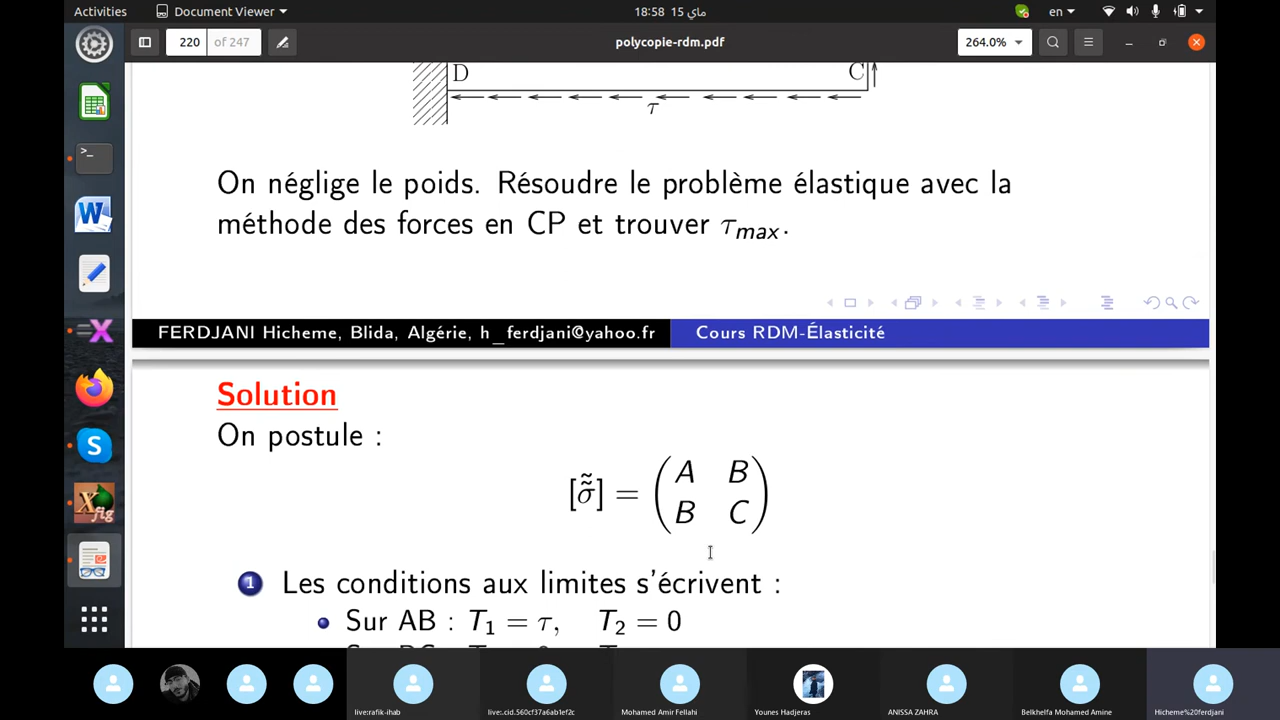 Activities
Document Viewer
18:58 15 ماي
en
220 of 247
polycopie-rdm.pdf
264.0%
D
C
τ
On néglige le poids. Résoudre le problème élastique avec la
méthode des forces en CP et trouver τmax.
FERDJANI Hicheme, Blida, Algérie, h_ferdjani@yahoo.fr
Cours RDM-Élasticité
Solution
On postule :
[σ̃̃] = (A B
B C)
1 Les conditions aux limites s'écrivent :
Sur AB : T1 = τ, T2 = 0
live:rafik-ihab
live:.cid.560cf37a6ab1ef2c
Mohamed Amir Fellahi
Younes Hadjeras
ANISSA ZAHRA
Belkhelfa Mohamed Amine
Hicheme%20ferdjani